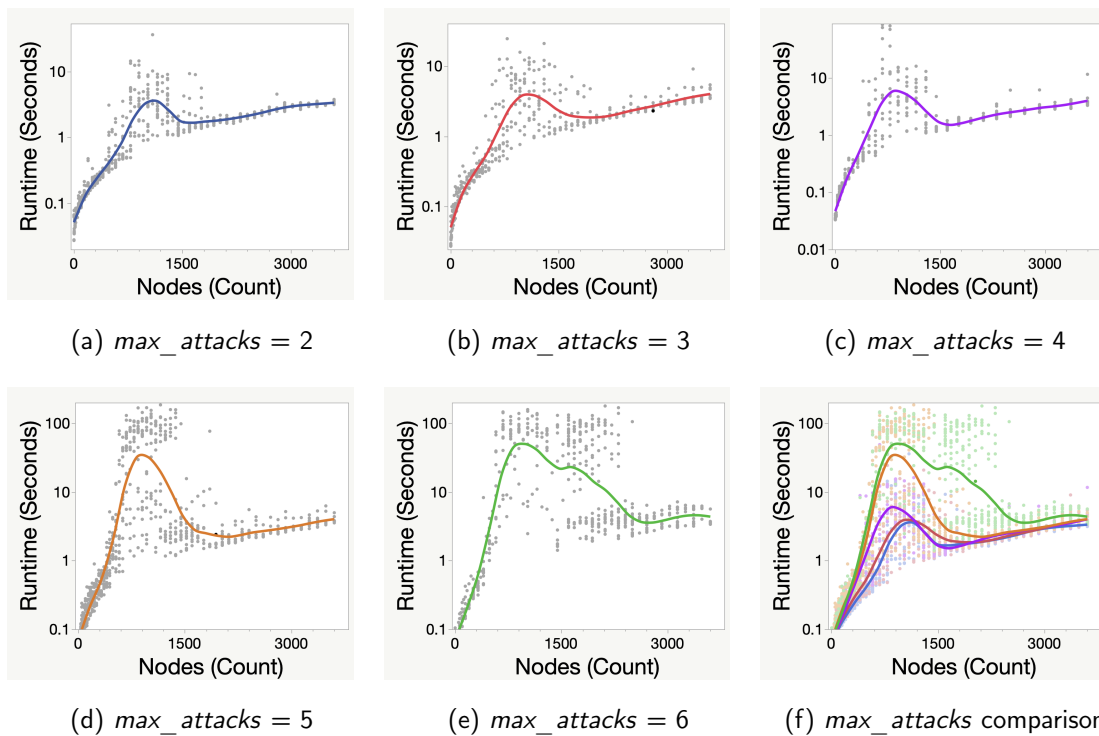 Runtime (Seconds)
10
1
0.1
0
1500
3000
Nodes (Count)
(a) max_attacks = 2
Runtime (Seconds)
10
1
0.1
0
1500
3000
Nodes (Count)
(b) max_attacks = 3
Runtime (Seconds)
10
1
0.1
0.01
0
1500
3000
Nodes (Count)
(c) max_attacks = 4
Runtime (Seconds)
100
10
1
0.1
0
1500
3000
Nodes (Count)
(d) max_attacks = 5
Runtime (Seconds)
100
10
1
0.1
0
1500
3000
Nodes (Count)
(e) max_attacks = 6
Runtime (Seconds)
100
10
1
0.1
0
1500
3000
Nodes (Count)
(f) max_attacks comparison